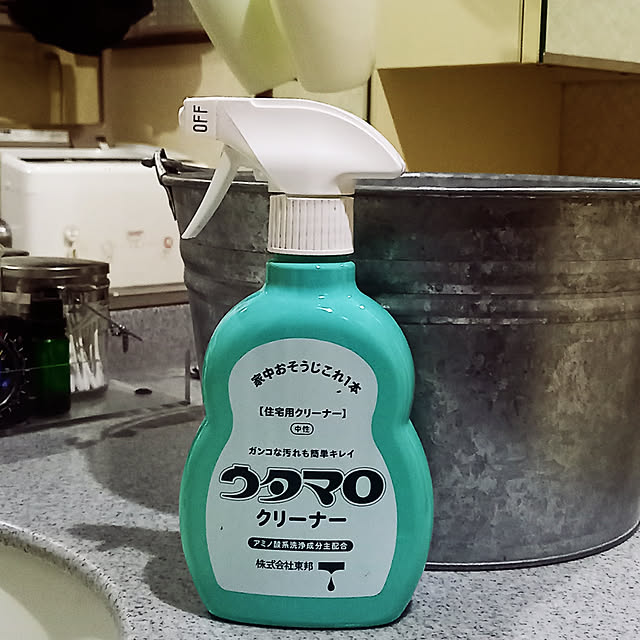 OFF
家中おそうじこれ1本
[住宅用クリーナー]
中性
ガンコな汚れも簡単キレイ
ウタマロ
クリーナー
アミノ酸系洗浄成分主配合
株式会社東邦